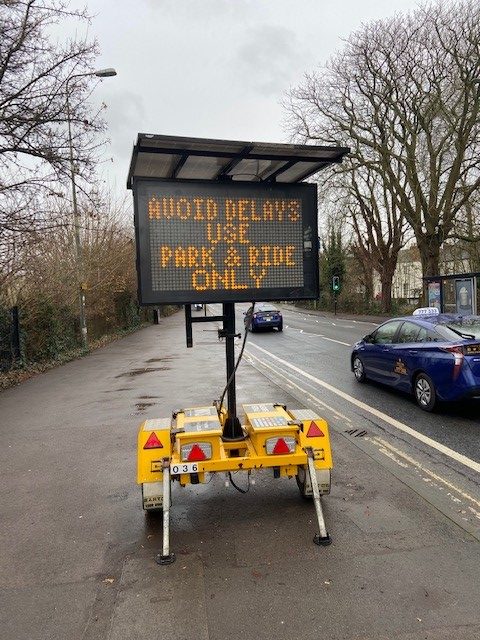 AVOID DELAYS
USE
PARK & RIDE
ONLY
036